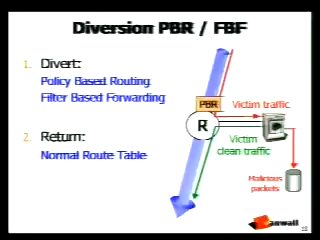 Diversion PBR / FBF
1. Divert:
Policy Based Routing
Filter Based Forwarding
2. Return:
Normal Route Table
PBR
Victim traffic
R
Victim
clean traffic
Malicious
packets